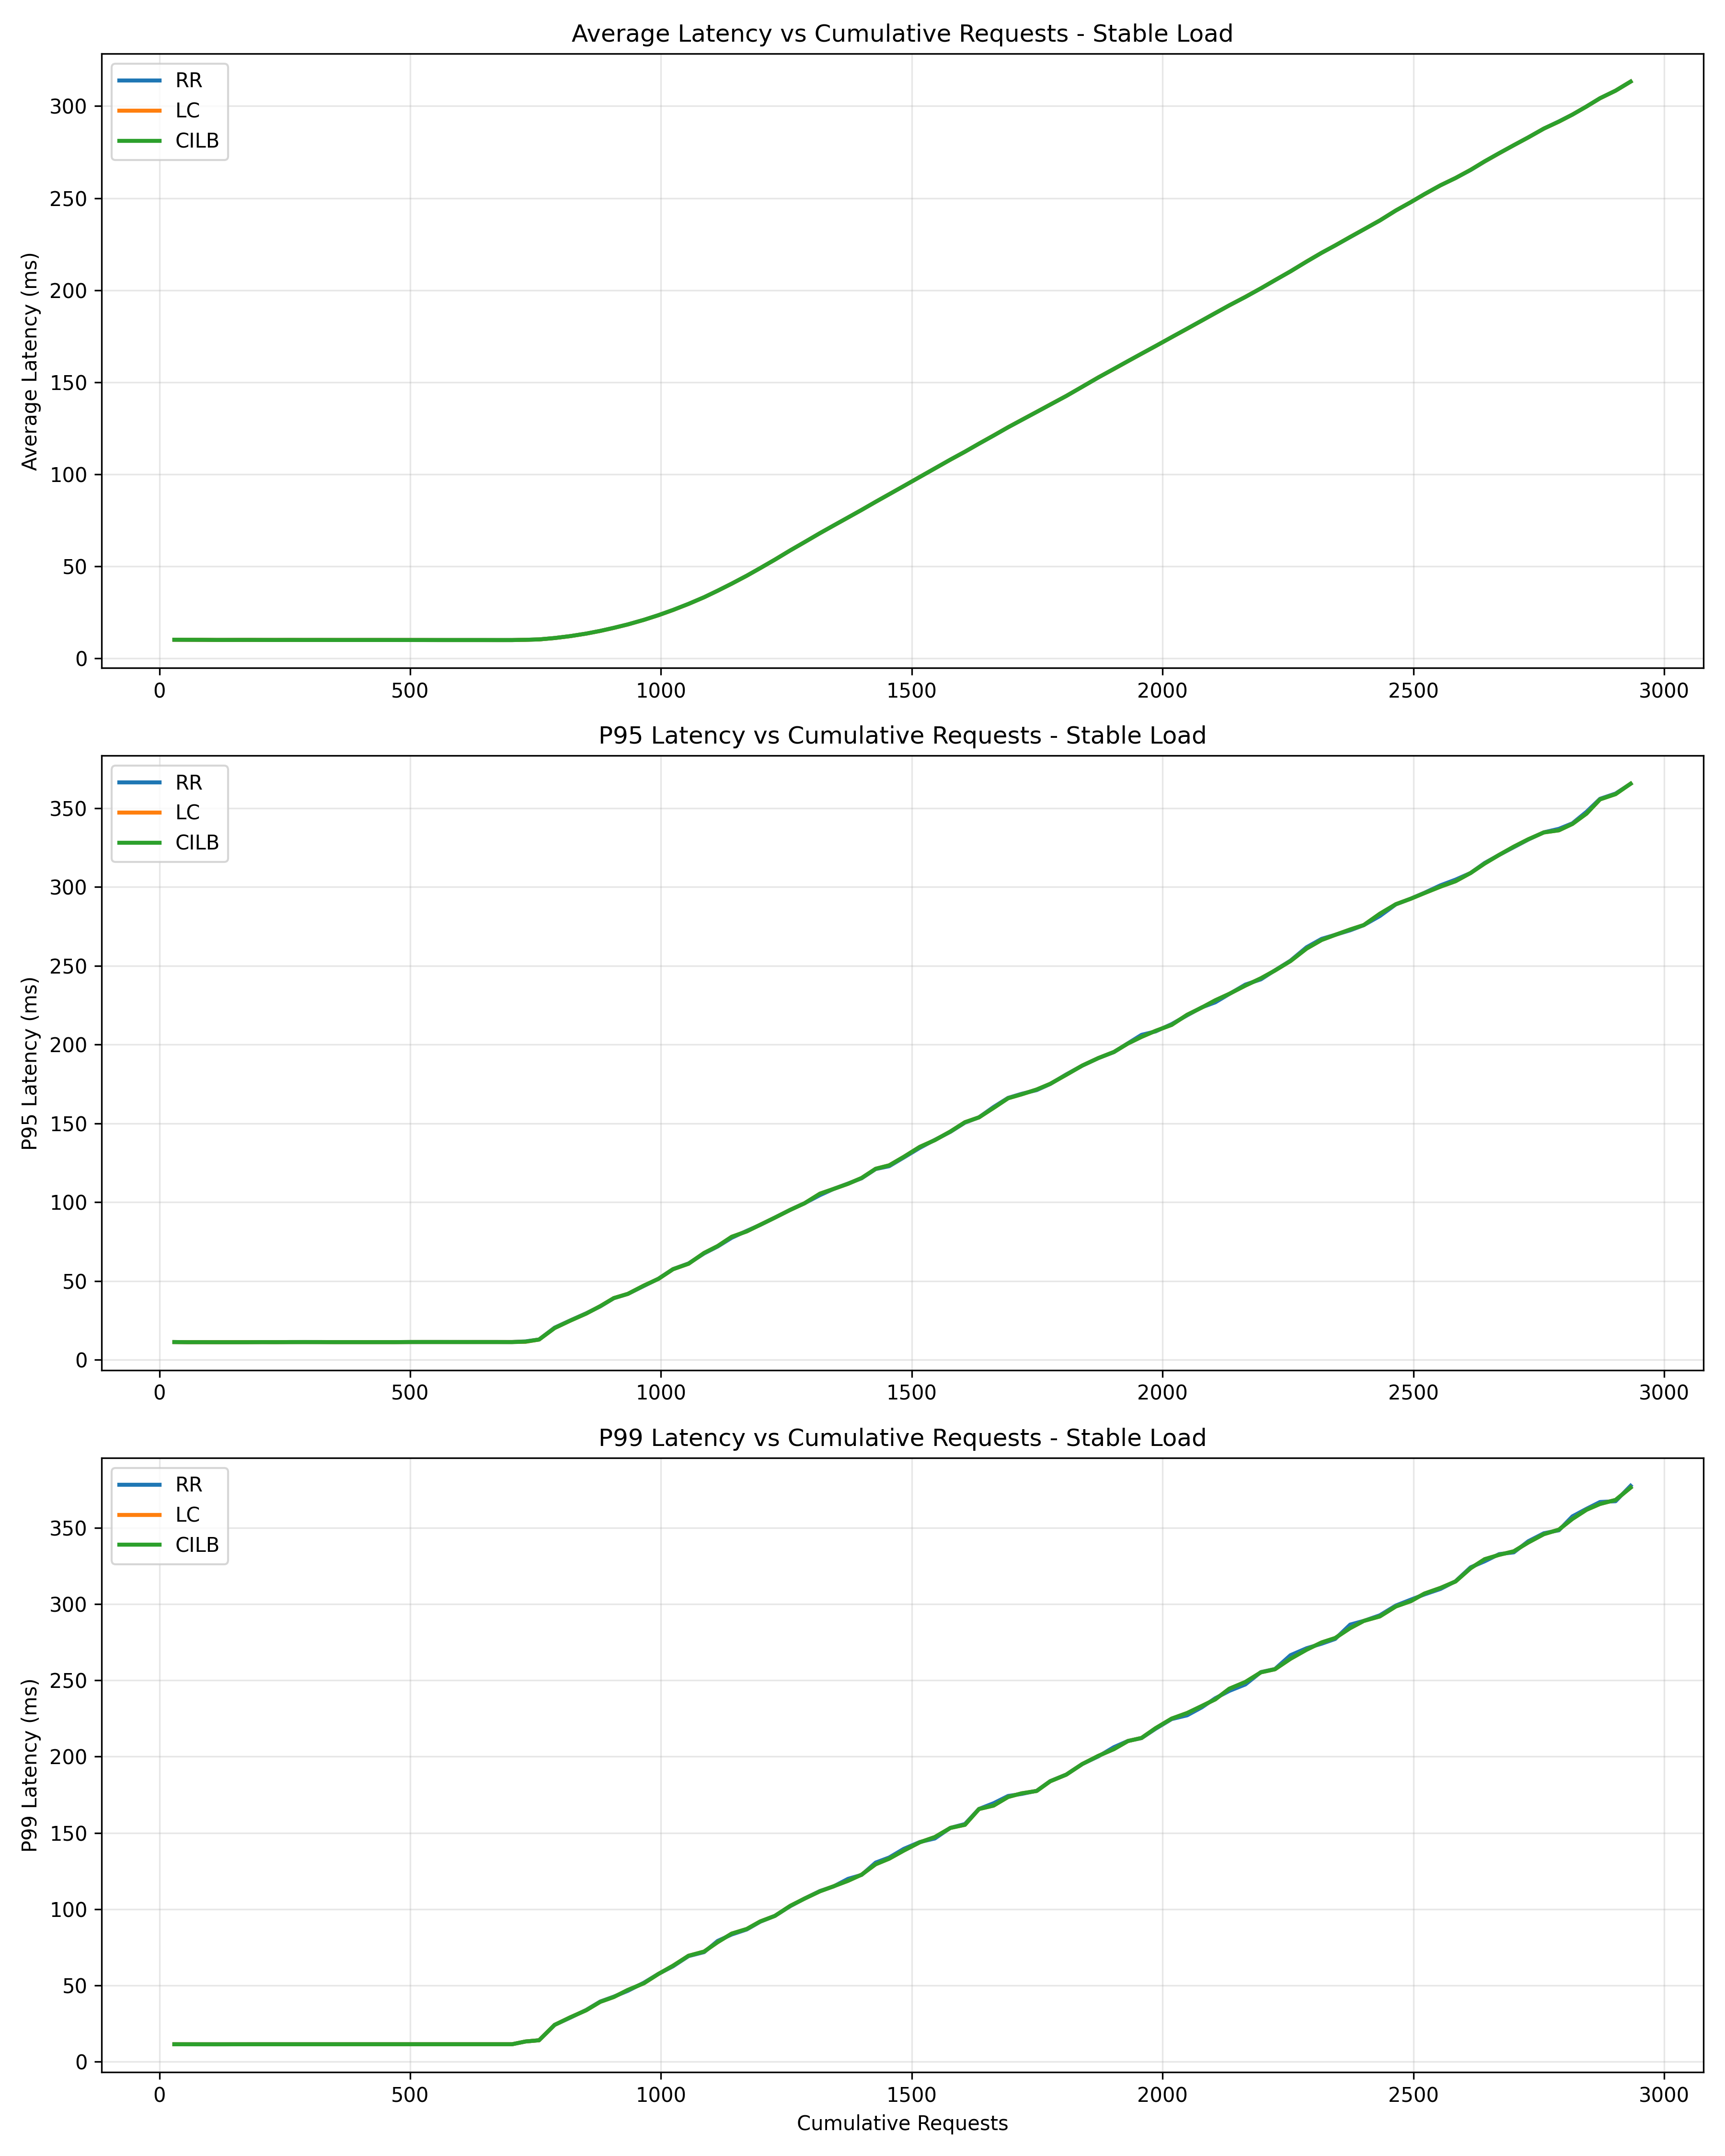 Average Latency vs Cumulative Requests - Stable Load
RR
LC
CILB
Average Latency (ms)
300
250
200
150
100
50
0
0 500 1000 1500 2000 2500 3000
P95 Latency vs Cumulative Requests - Stable Load
RR
LC
CILB
P95 Latency (ms)
350
300
250
200
150
100
50
0
0 500 1000 1500 2000 2500 3000
P99 Latency vs Cumulative Requests - Stable Load
RR
LC
CILB
P99 Latency (ms)
350
300
250
200
150
100
50
0
0 500 1000 1500 2000 2500 3000
Cumulative Requests